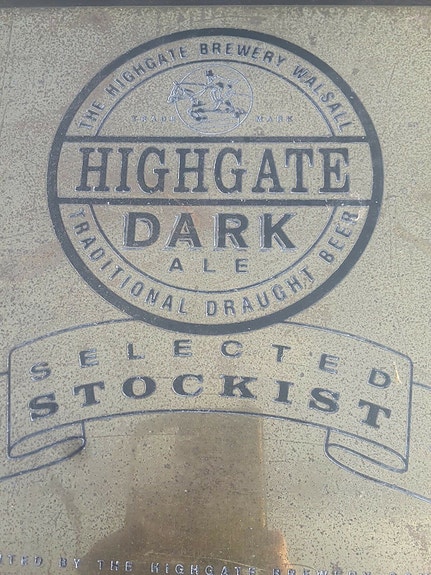 THE HIGHGATE BREWERY WALSALL
TRADE MARK
HIGHGATE
DARK
ALE
TRADITIONAL DRAUGHT BEER
SELECTED
STOCKIST
BY THE HIGHGATE BREWERY